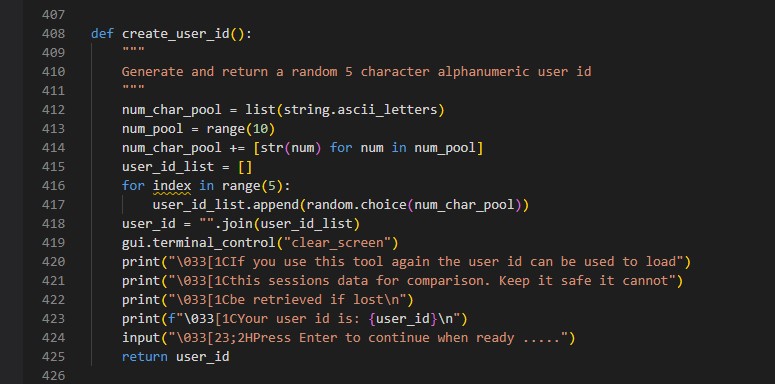 407
408 def create_user_id():
409     """
410     Generate and return a random 5 character alphanumeric user id
411     """
412     num_char_pool = list(string.ascii_letters)
413     num_pool = range(10)
414     num_char_pool += [str(num) for num in num_pool]
415     user_id_list = []
416     for index in range(5):
417         user_id_list.append(random.choice(num_char_pool))
418     user_id = "".join(user_id_list)
419     gui.terminal_control("clear_screen")
420     print("\033[1CIf you use this tool again the user id can be used to load")
421     print("\033[1Cthis sessions data for comparison. Keep it safe it cannot")
422     print("\033[1Cbe retrieved if lost\n")
423     print(f"\033[1CYour user id is: {user_id}\n")
424     input("\033[23;2HPress Enter to continue when ready .....")
425     return user_id
426